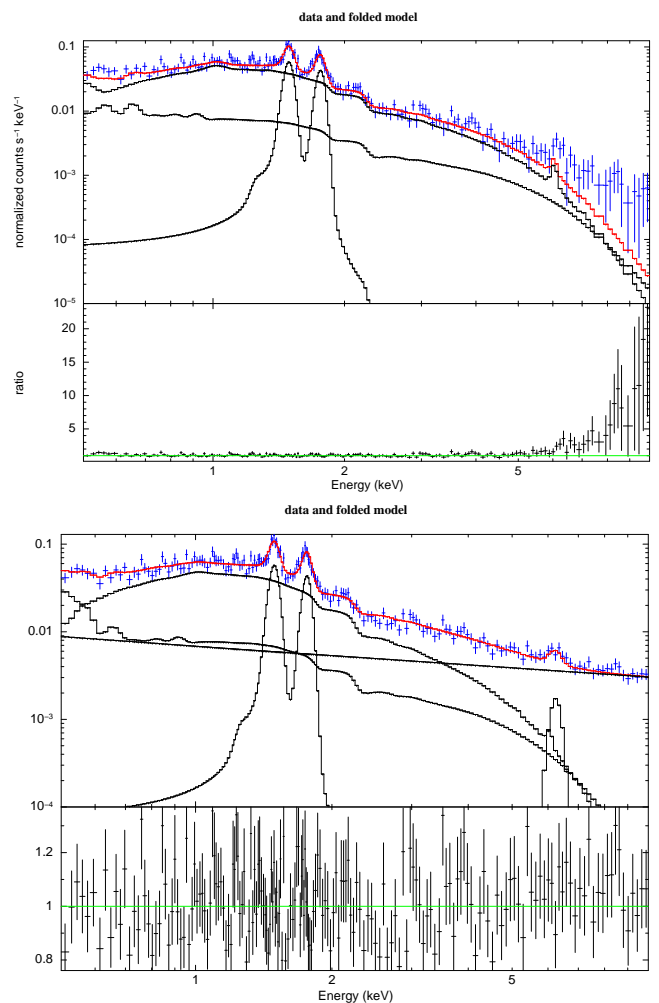 data and folded model
0.1
0.01
10⁻³
10⁻⁴
10⁻⁵
normalized counts s⁻¹ keV⁻¹
20
15
10
5
ratio
1 2 5
Energy (keV)
data and folded model
0.1
0.01
10⁻³
10⁻⁴
1.2
1
0.8
1 2 5
Energy (keV)